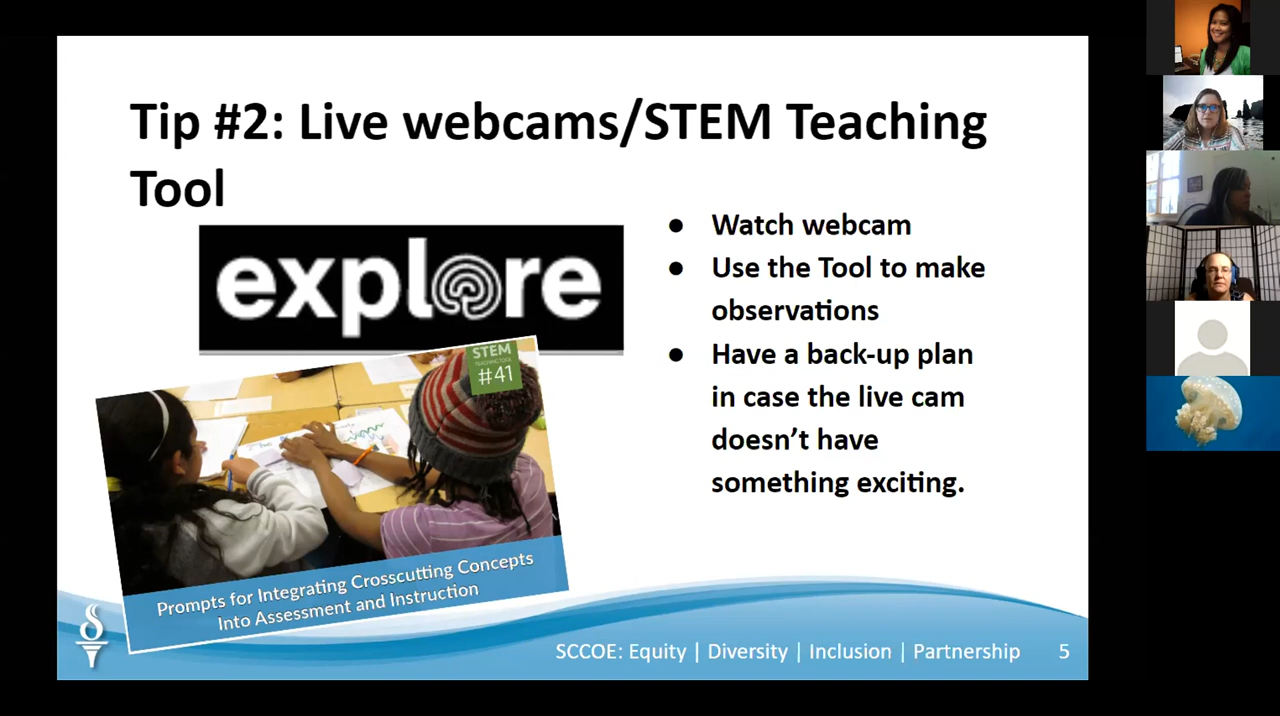 Tip #2: Live webcams/STEM Teaching
Tool
explore
● Watch webcam
● Use the Tool to make
observations
● Have a back-up plan
in case the live cam
doesn’t have
something exciting.
STEM
TEACHING TOOL
#41
Prompts for Integrating Crosscutting Concepts
Into Assessment and Instruction
SCCOE: Equity | Diversity | Inclusion | Partnership 5